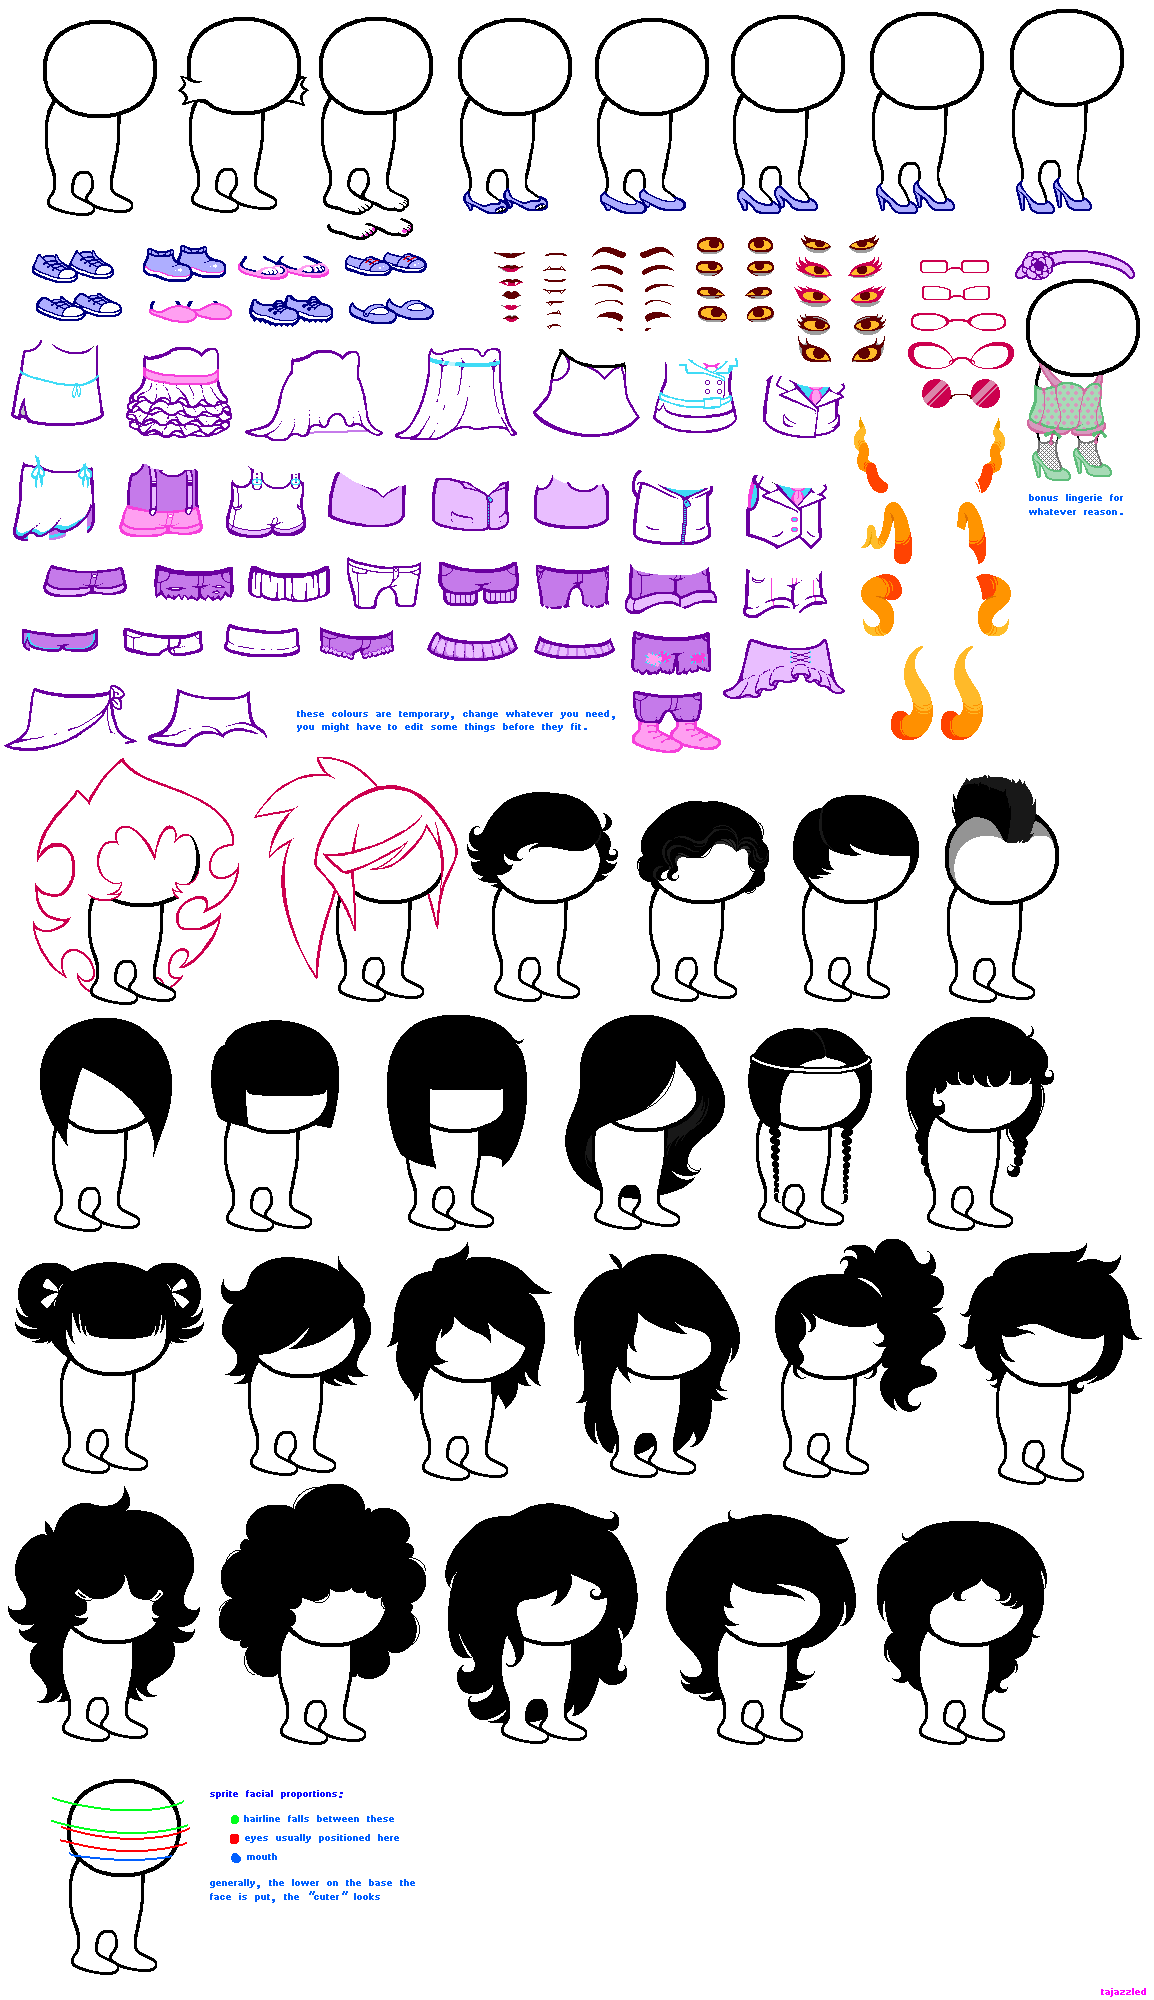 bonus lingerie for
whatever reason.
these colours are temporary, change whatever you need,
you might have to edit some things before they fit.
sprite facial proportions:
hairline falls between these
eyes usually positioned here
mouth
generally, the lower on the base the
face is put, the "cuter" looks
tajazzled